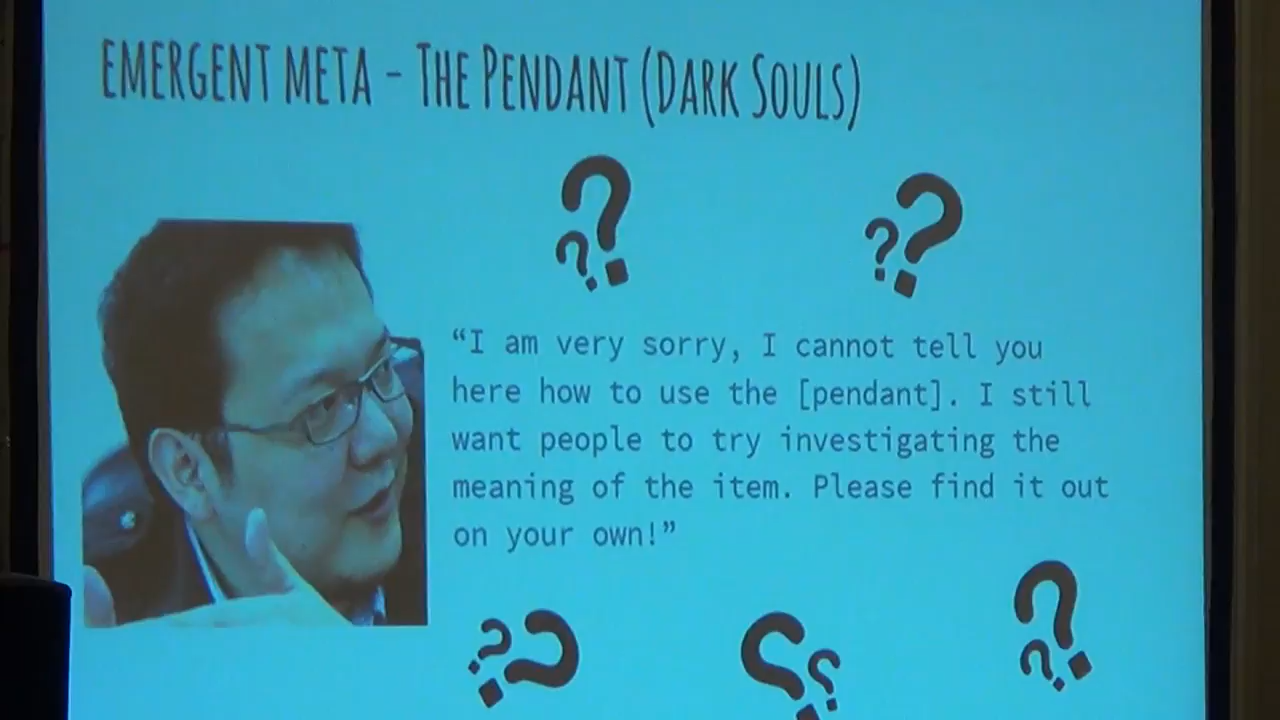 EMERGENT META - THE PENDANT (DARK SOULS)
? ?
? ?
“I am very sorry, I cannot tell you
here how to use the [pendant]. I still
want people to try investigating the
meaning of the item. Please find it out
on your own!”
? ?
? ?
? ?